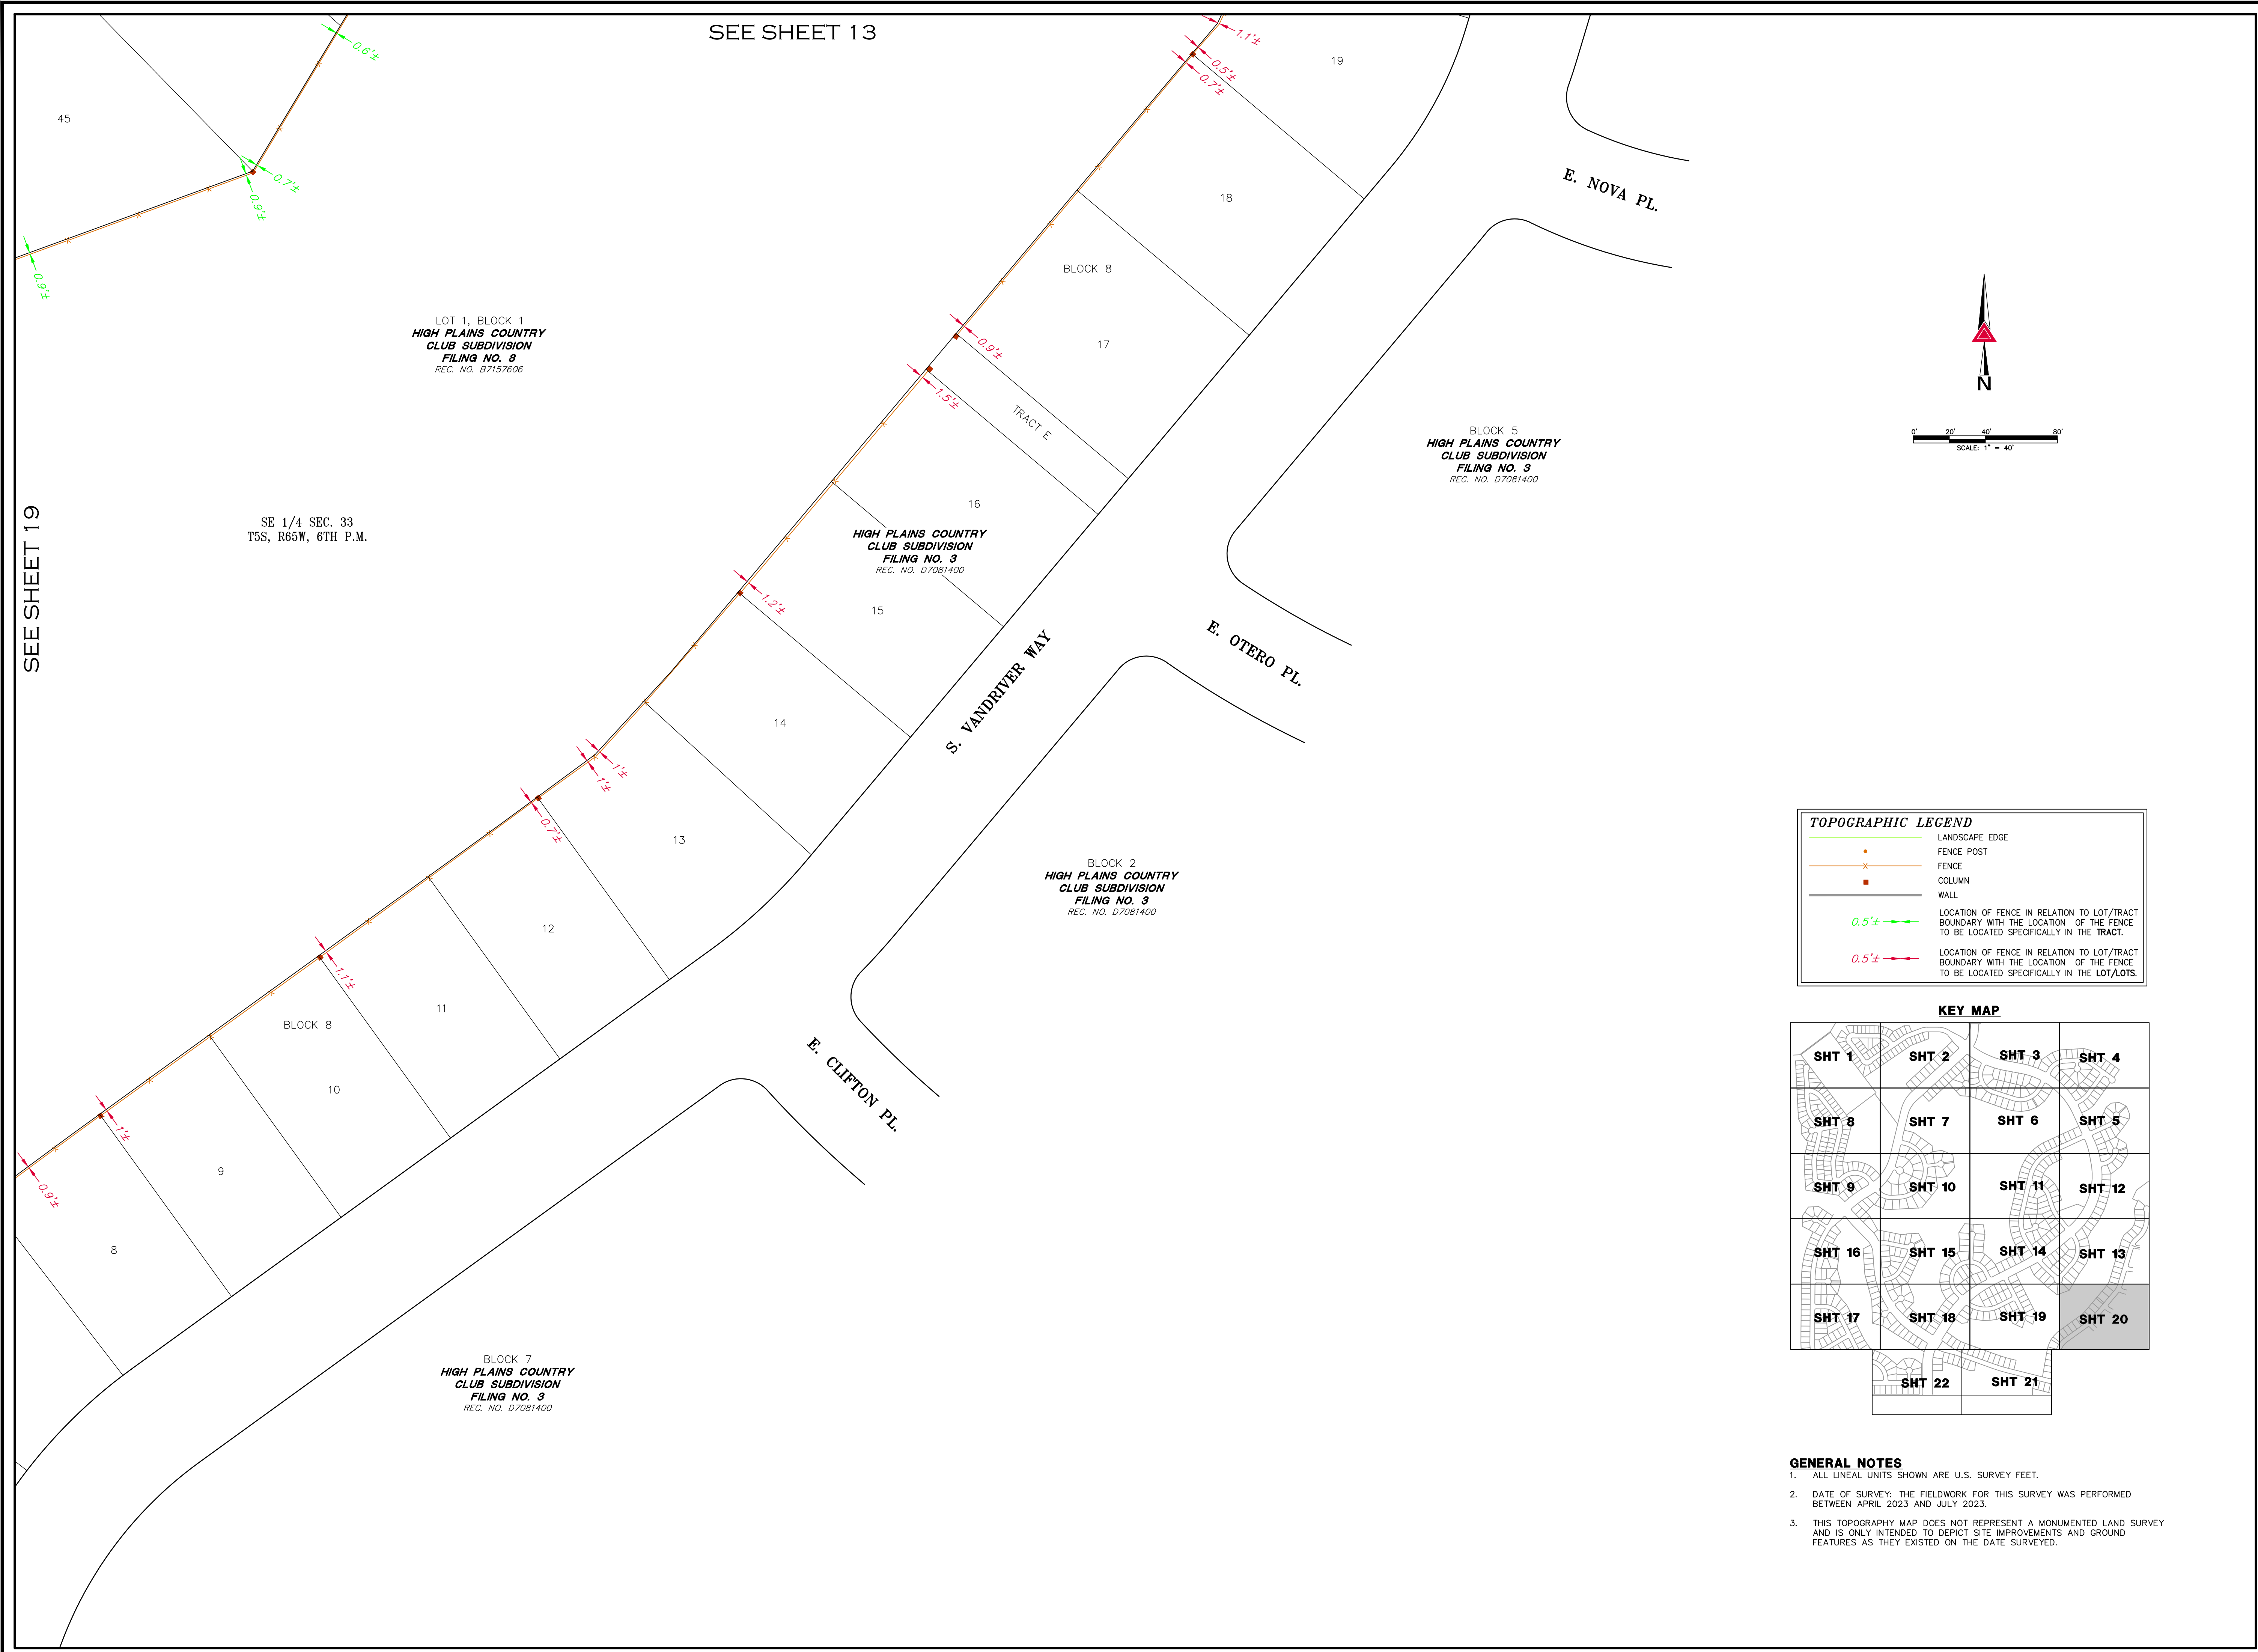 SEE SHEET 13
SEE SHEET 19
0.6'±
45
0.7'±
0.9'±
0.9'±
1.1'±
0.5'±
0.7'±
19
18
BLOCK 8
17
0.9'±
1.5'±
TRACT E
16
E. NOVA PL.
LOT 1, BLOCK 1
HIGH PLAINS COUNTRY
CLUB SUBDIVISION
FILING NO. 8
REC. NO. B7157606
SE 1/4 SEC. 33
T5S, R65W, 6TH P.M.
BLOCK 5
HIGH PLAINS COUNTRY
CLUB SUBDIVISION
FILING NO. 3
REC. NO. D7081400
HIGH PLAINS COUNTRY
CLUB SUBDIVISION
FILING NO. 3
REC. NO. D7081400
1.2'±
15
14
E. OTERO PL.
S. VANDRIVER WAY
1'±
1'±
0.7'±
13
12
1.1'±
11
BLOCK 8
10
1'±
9
0.9'±
8
BLOCK 2
HIGH PLAINS COUNTRY
CLUB SUBDIVISION
FILING NO. 3
REC. NO. D7081400
E. CLIFTON PL.
BLOCK 7
HIGH PLAINS COUNTRY
CLUB SUBDIVISION
FILING NO. 3
REC. NO. D7081400
N
0' 20' 40' 80'
SCALE: 1" = 40'
TOPOGRAPHIC LEGEND
LANDSCAPE EDGE
FENCE POST
FENCE
COLUMN
WALL
0.5'±
LOCATION OF FENCE IN RELATION TO LOT/TRACT
BOUNDARY WITH THE LOCATION OF THE FENCE
TO BE LOCATED SPECIFICALLY IN THE TRACT.
0.5'±
LOCATION OF FENCE IN RELATION TO LOT/TRACT
BOUNDARY WITH THE LOCATION OF THE FENCE
TO BE LOCATED SPECIFICALLY IN THE LOT/LOTS.
KEY MAP
SHT 1 SHT 2 SHT 3 SHT 4
SHT 8 SHT 7 SHT 6 SHT 5
SHT 9 SHT 10 SHT 11 SHT 12
SHT 16 SHT 15 SHT 14 SHT 13
SHT 17 SHT 18 SHT 19 SHT 20
SHT 22 SHT 21
GENERAL NOTES
1. ALL LINEAL UNITS SHOWN ARE U.S. SURVEY FEET.
2. DATE OF SURVEY: THE FIELDWORK FOR THIS SURVEY WAS PERFORMED
BETWEEN APRIL 2023 AND JULY 2023.
3. THIS TOPOGRAPHY MAP DOES NOT REPRESENT A MONUMENTED LAND SURVEY
AND IS ONLY INTENDED TO DEPICT SITE IMPROVEMENTS AND GROUND
FEATURES AS THEY EXISTED ON THE DATE SURVEYED.